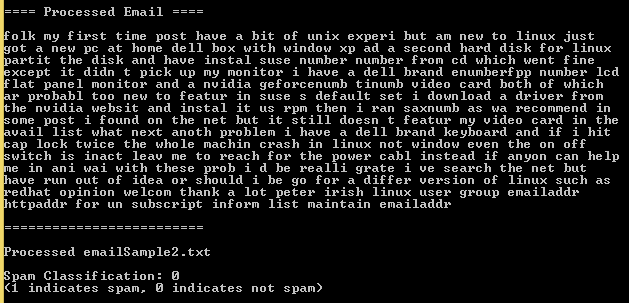 ==== Processed Email ====
folk my first time post have a bit of unix experi but am new to linux just
got a new pc at home dell box with window xp ad a second hard disk for linux
partit the disk and have instal suse number number from cd which went fine
except it didn t pick up my monitor i have a dell brand enumberfpp number lcd
flat panel monitor and a nvidia geforcenumb tinumb video card both of which
ar probabl too new to featur in suse s default set i download a driver from
the nvidia websit and instal it us rpm then i ran saxnumb as wa recommend in
some post i found on the net but it still doesn t featur my video card in the
avail list what next anoth problem i have a dell brand keyboard and if i hit
cap lock twice the whole machin crash in linux not window even the on off
switch is inact leav me to reach for the power cabl instead if anyon can help
me in ani wai with these prob i d be realli grate i ve search the net but
have run out of idea or should i be go for a differ version of linux such as
redhat opinion welcom thank a lot peter irish linux user group emailaddr
httpaddr for un subscript inform list maintain emailaddr
=========================
Processed emailSample2.txt
Spam Classification: 0
(1 indicates spam, 0 indicates not spam)